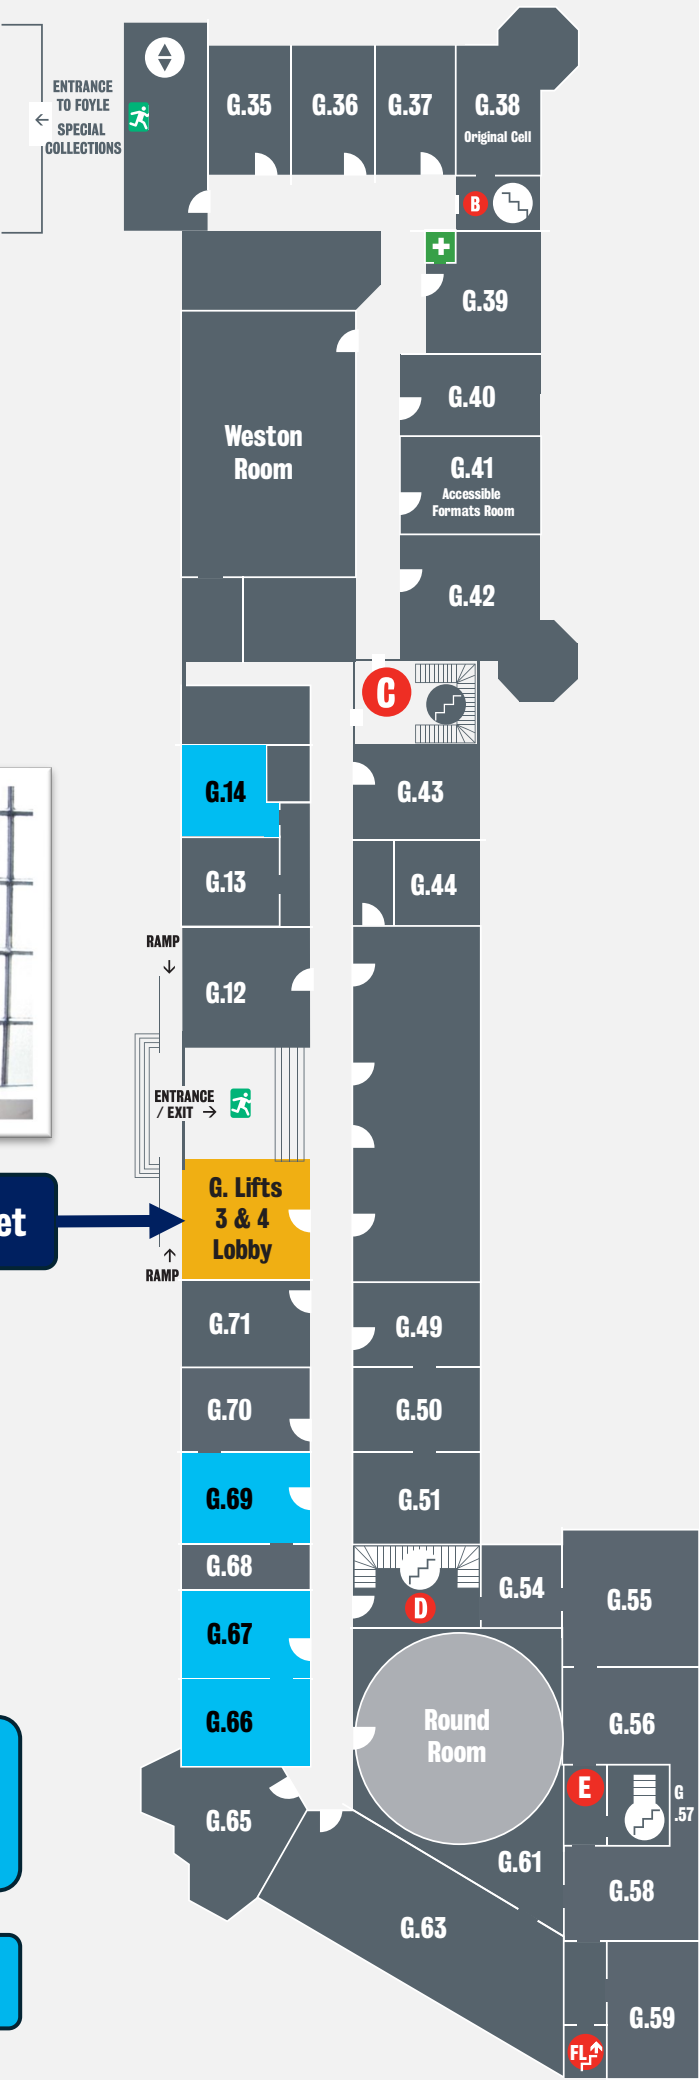 ENTRANCE
TO FOYLE
SPECIAL
COLLECTIONS
G.35
G.36
G.37
G.38
Original Cell
B
G.39
G.40
Weston
Room
G.41
Accessible
Formats Room
G.42
C
G.14
G.43
G.13
G.44
RAMP
G.12
ENTRANCE
/ EXIT
G. Lifts
3 & 4
Lobby
et
RAMP
G.71
G.49
G.70
G.50
G.69
G.51
G.68
G.54
G.55
D
G.67
G.66
Round
Room
G.56
E
G
.57
G.65
G.61
G.58
G.63
G.59
FL